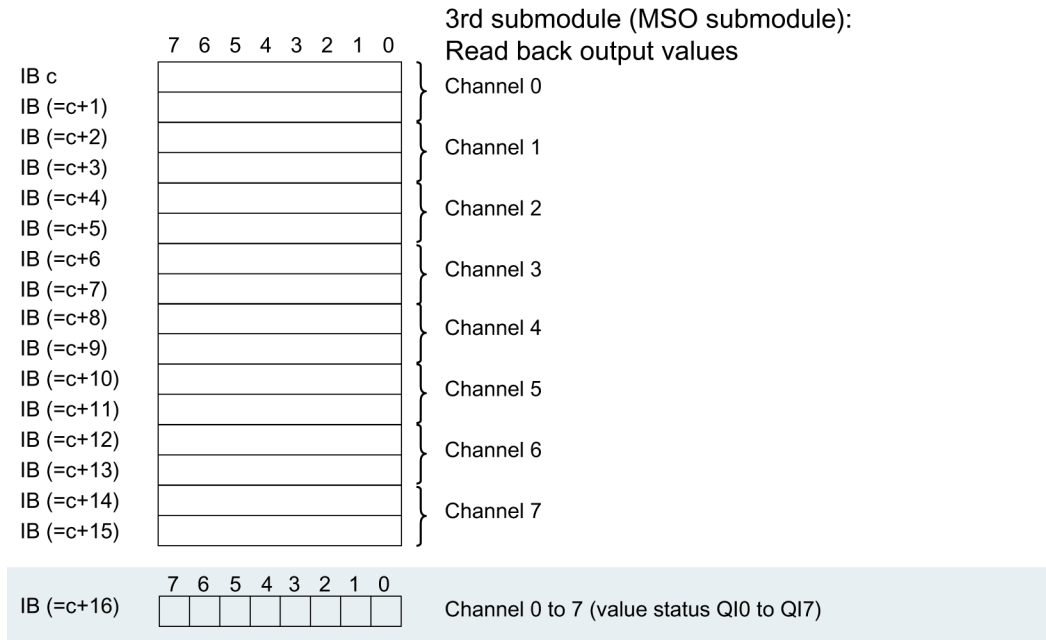 3rd submodule (MSO submodule):
Read back output values
7 6 5 4 3 2 1 0
IB c
Channel 0
IB (=c+1)
IB (=c+2)
Channel 1
IB (=c+3)
IB (=c+4)
Channel 2
IB (=c+5)
IB (=c+6
Channel 3
IB (=c+7)
IB (=c+8)
Channel 4
IB (=c+9)
IB (=c+10)
Channel 5
IB (=c+11)
IB (=c+12)
Channel 6
IB (=c+13)
IB (=c+14)
Channel 7
IB (=c+15)
7 6 5 4 3 2 1 0
IB (=c+16)
Channel 0 to 7 (value status QI0 to QI7)